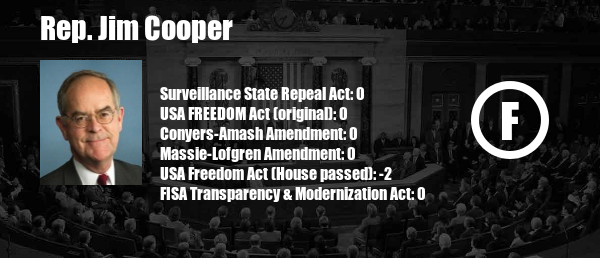 Rep. Jim Cooper
Surveillance State Repeal Act: 0
USA FREEDOM Act (original): 0
Conyers-Amash Amendment: 0
Massie-Lofgren Amendment: 0
USA Freedom Act (House passed): -2
FISA Transparency & Modernization Act: 0
F